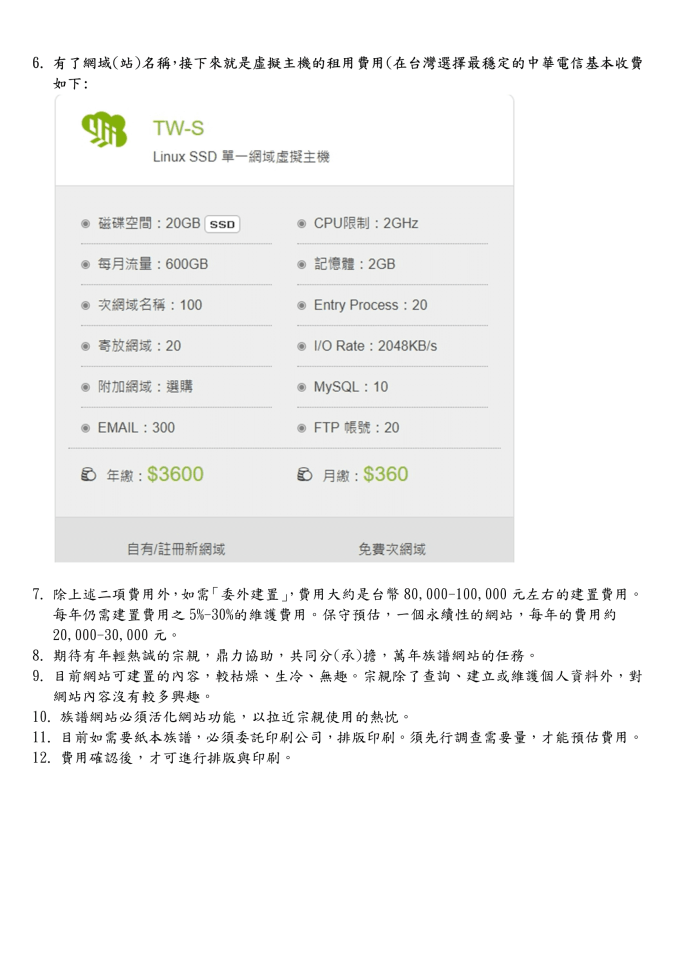 6. 有了網域(站)名稱,接下來就是虛擬主機的租用費用(在台灣選擇最穩定的中華電信基本收費
如下:
TW-S
Linux SSD 單一網域虛擬主機
磁碟空間：20GB SSD
CPU限制：2GHz
每月流量：600GB
記憶體：2GB
次網域名稱：100
Entry Process：20
寄放網域：20
I/O Rate：2048KB/s
附加網域：選購
MySQL：10
EMAIL：300
FTP 帳號：20
年繳：$3600
月繳：$360
自有/註冊新網域
免費次網域
7. 除上述二項費用外,如需「委外建置」,費用大約是台幣 80,000-100,000 元左右的建置費用。
每年仍需建置費用之 5%-30%的維護費用。保守預估，一個永續性的網站，每年的費用約
20,000-30,000 元。
8. 期待有年輕熱誠的宗親，鼎力協助，共同分(承)擔，萬年族譜網站的任務。
9. 目前網站可建置的內容，較枯燥、生冷、無趣。宗親除了查詢、建立或維護個人資料外，對
網站內容沒有較多興趣。
10. 族譜網站必須活化網站功能，以拉近宗親使用的熱忱。
11. 目前如需要紙本族譜，必須委託印刷公司，排版印刷。須先行調查需要量，才能預估費用。
12. 費用確認後，才可進行排版與印刷。